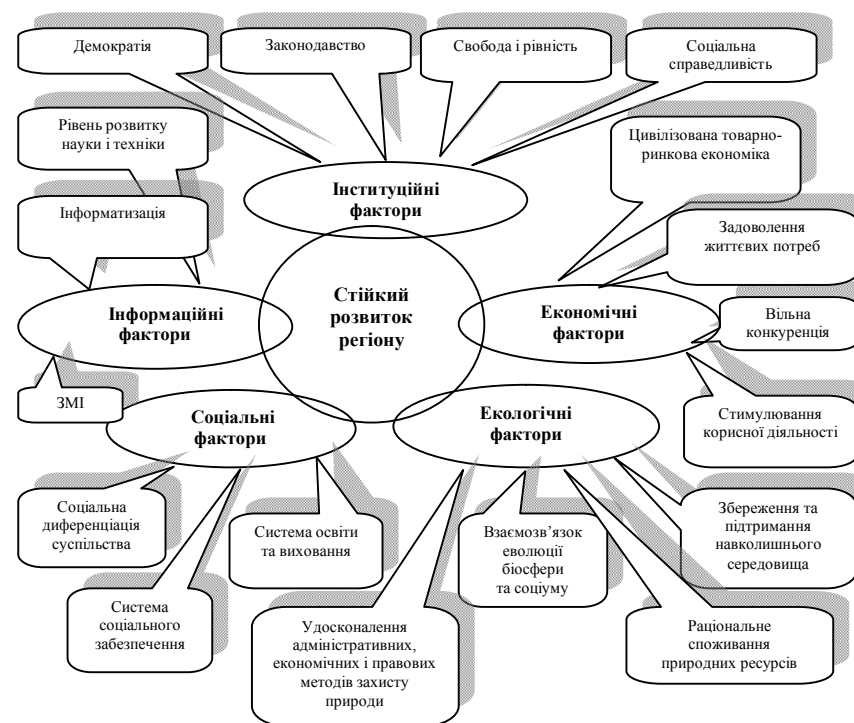 Демократія
Законодавство
Свобода і рівність
Соціальна
справедливість
Рівень розвитку
науки і техніки
Цивілізована товарно-
ринкова економіка
Інституційні
фактори
Інформатизація
Задоволення
життєвих потреб
Стійкий
розвиток
регіону
Інформаційні
фактори
Економічні
фактори
Вільна
конкуренція
ЗМІ
Соціальні
фактори
Екологічні
фактори
Стимулювання
корисної діяльності
Соціальна
диференціація
суспільства
Система освіти
та виховання
Взаємозв’язок
еволюції
біосфери
та соціуму
Збереження та
підтримання
навколишнього
середовища
Система
соціального
забезпечення
Удосконалення
адміністративних,
економічних і правових
методів захисту
природи
Раціональне
споживання
природних ресурсів